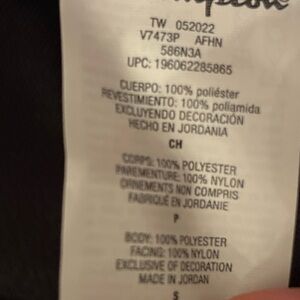 TW 052022
V7473P AFHN
586N3A
UPC: 196062285865
CUERPO: 100% poliéster
REVESTIMIENTO: 100% poliamida
EXCLUYENDO DECORACIÓN
HECHO EN JORDANIA
CH
CORPS: 100% POLYESTER
PAREMENTURE: 100% NYLON
ORNEMENTS NON COMPRIS
FABRIQUÉ EN JORDANIE
P
BODY: 100% POLYESTER
FACING: 100% NYLON
EXCLUSIVE OF DECORATION
MADE IN JORDAN
S